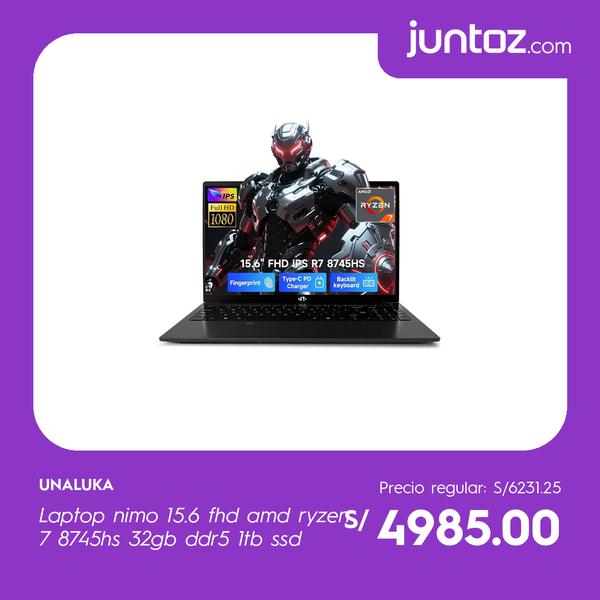 juntoz.com
IPS
Full HD
1080
AMD
RYZEN
7
15.6" FHD IPS R7 8745HS
Fingerprint
Type-C PD
Charger
Backlit
keyboard
UNALUKA
Laptop nimo 15.6 fhd amd ryzen
7 8745hs 32gb ddr5 1tb ssd
Precio regular: S/6231.25
S/ 4985.00